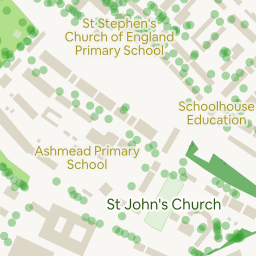 St Stephen's
Church of England
Primary School
Schoolhouse
Education
Ashmead Primary
School
St John's Church